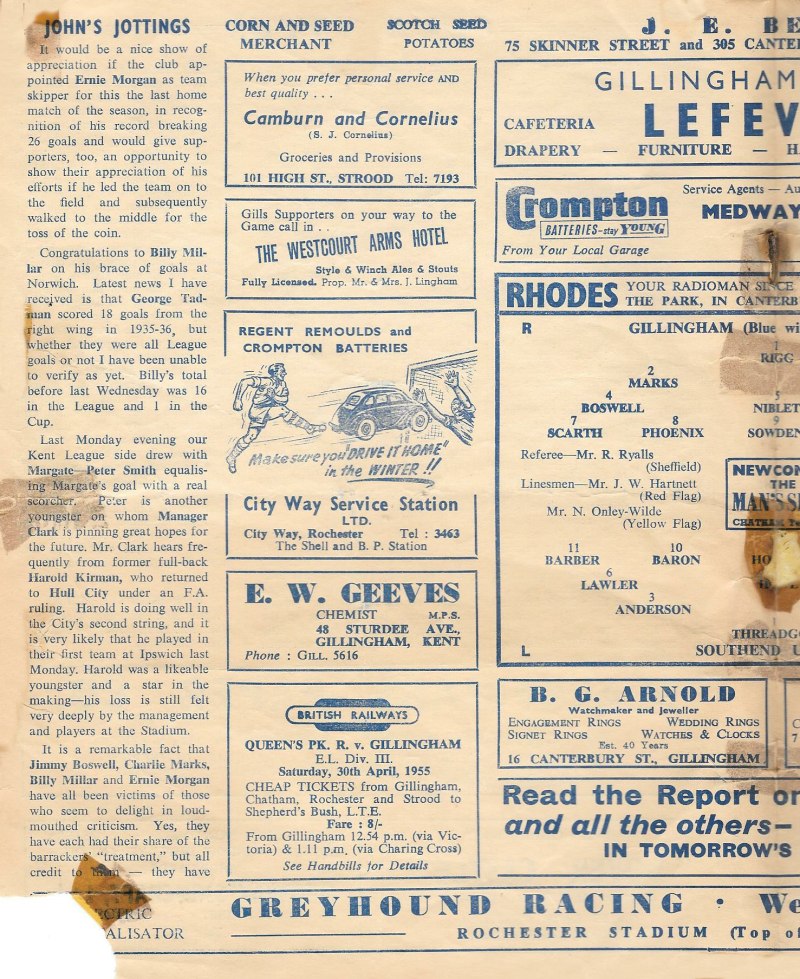 JOHN'S JOTTINGS
It would be a nice show of
appreciation if the club ap-
pointed Ernie Morgan as team
skipper for this the last home
match of the season, in recog-
nition of his record breaking
26 goals and would give sup-
porters, too, an opportunity to
show their appreciation of his
efforts if he led the team on to
the field and subsequently
walked to the middle for the
toss of the coin.
Congratulations to Billy Mil-
lar on his brace of goals at
Norwich. Latest news I have
received is that George Tad-
man scored 18 goals from the
right wing in 1935-36, but
whether they were all League
goals or not I have been unable
to verify as yet. Billy's total
before last Wednesday was 16
in the League and 1 in the
Cup.
Last Monday evening our
Kent League side drew with
Margate—Peter Smith equalis-
ing Margate's goal with a real
scorcher. Peter is another
youngster on whom Manager
Clark is pinning great hopes for
the future. Mr. Clark hears fre-
quently from former full-back
Harold Kirman, who returned
to Hull City under an F.A.
ruling. Harold is doing well in
the City's second string, and it
is very likely that he played in
their first team at Ipswich last
Monday. Harold was a likeable
youngster and a star in the
making—his loss is still felt
very deeply by the management
and players at the Stadium.
It is a remarkable fact that
Jimmy Boswell, Charlie Marks,
Billy Millar and Ernie Morgan
have all been victims of those
who seem to delight in loud-
mouthed criticism. Yes, they
have each had their share of the
barrackers' "treatment," but all
credit to them — they have
CORN AND SEED SCOTCH SEED
MERCHANT POTATOES
When you prefer personal service AND
best quality . . .
Camburn and Cornelius
(S. J. Cornelius)
Groceries and Provisions
101 HIGH ST., STROOD Tel: 7193
Gills Supporters on your way to the
Game call in . .
THE WESTCOURT ARMS HOTEL
Style & Winch Ales & Stouts
Fully Licensed. Prop. Mr. & Mrs. J. Lingham
REGENT REMOULDS and
CROMPTON BATTERIES
Make sure you "DRIVE IT HOME"
in the WINTER !!
City Way Service Station
LTD.
City Way, Rochester Tel : 3463
The Shell and B. P. Station
E. W. GEEVES
CHEMIST M.P.S.
48 STURDEE AVE.,
GILLINGHAM, KENT
Phone : GILL. 5616
BRITISH RAILWAYS
QUEEN'S PK. R. v. GILLINGHAM
E.L. Div. III.
Saturday, 30th April, 1955
CHEAP TICKETS from Gillingham,
Chatham, Rochester and Strood to
Shepherd's Bush, L.T.E.
Fare : 8/-
From Gillingham 12.54 p.m. (via Vic-
toria) & 1.11 p.m. (via Charing Cross)
See Handbills for Details
J. E. BE
75 SKINNER STREET and 305 CANTER
GILLINGHAM
CAFETERIA LEFEV
DRAPERY — FURNITURE — HA
Crompton
BATTERIES-stay YOUNG
From Your Local Garage
Service Agents — Au
MEDWAY
RHODES YOUR RADIOMAN SINCE
THE PARK, IN CANTERB
R GILLINGHAM (Blue wi
1
RIGG
2
MARKS
4 5
BOSWELL NIBLET
7 8 9
SCARTH PHOENIX SOWDEN
Referee—Mr. R. Ryalls
(Sheffield)
Linesmen—Mr. J. W. Hartnett
(Red Flag)
Mr. N. Onley-Wilde
(Yellow Flag)
NEWCOM
THE
MAN'S S
CHATHAM
11 10
BARBER BARON HO
6
LAWLER
3
ANDERSON
THREADGO
L SOUTHEND U
B. G. ARNOLD
Watchmaker and Jeweller
ENGAGEMENT RINGS WEDDING RINGS
SIGNET RINGS WATCHES & CLOCKS
Est. 40 Years
16 CANTERBURY ST., GILLINGHAM
C
7
Read the Report on
and all the others—
IN TOMORROW'S
ECTRIC
ALISATOR
GREYHOUND RACING · We
ROCHESTER STADIUM (Top of